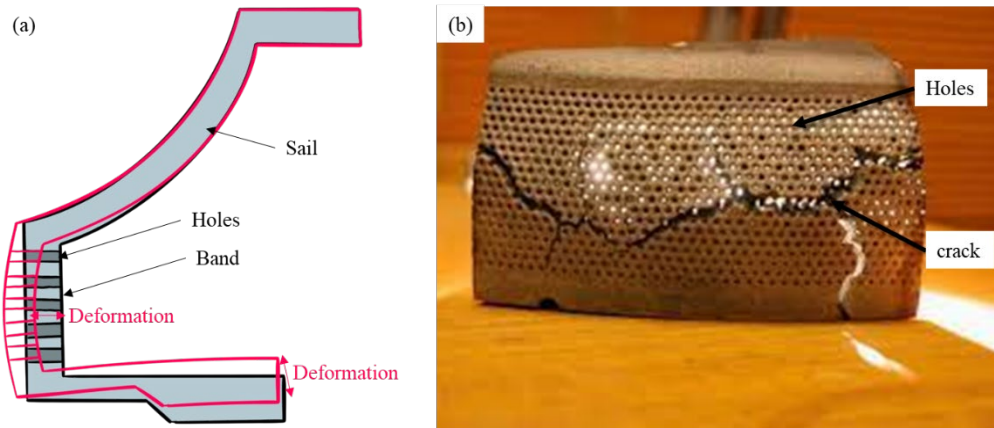 (a)
Sail
Holes
Band
Deformation
Deformation
(b)
Holes
crack